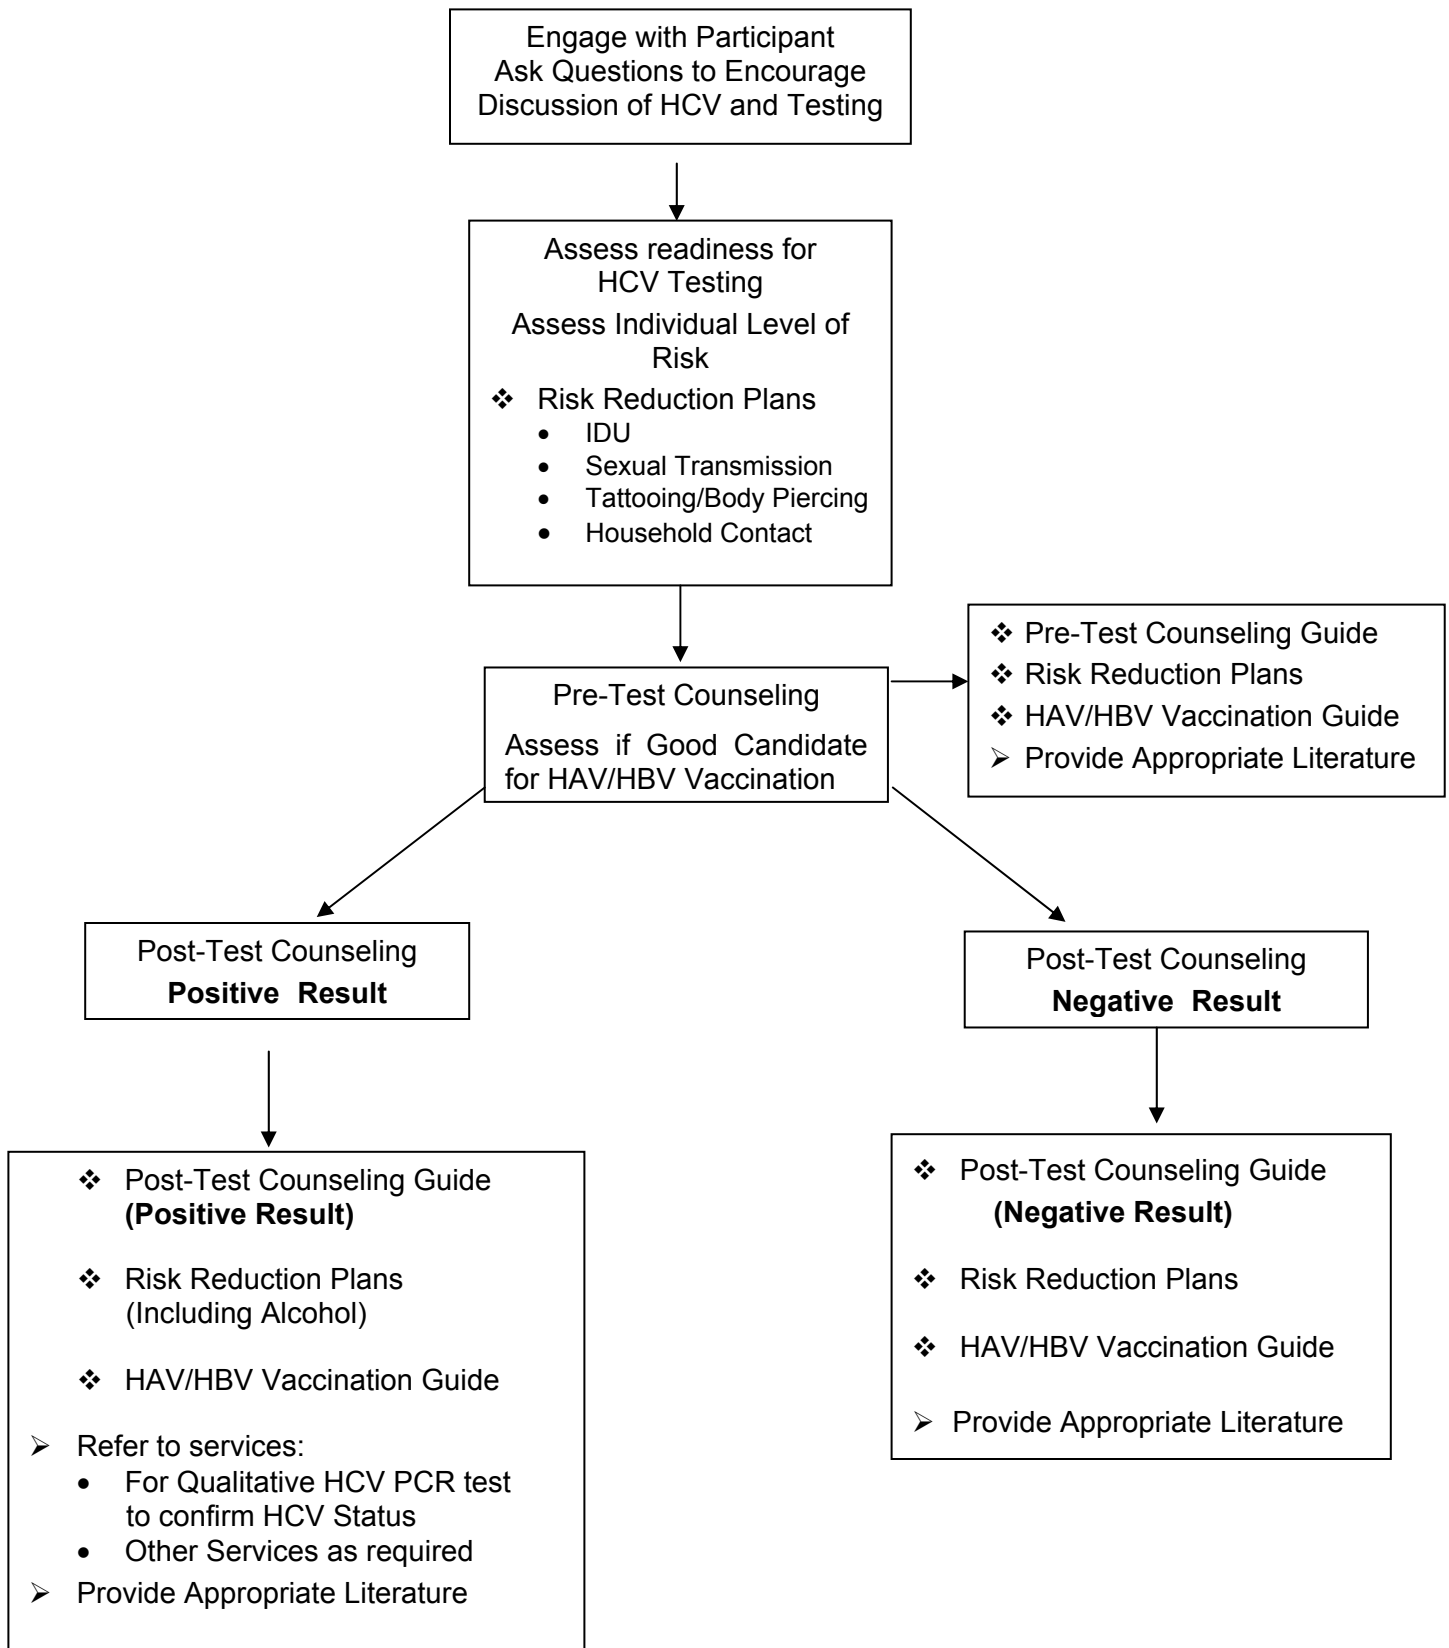 Engage with Participant
Ask Questions to Encourage
Discussion of HCV and Testing
Assess readiness for
HCV Testing
Assess Individual Level of
Risk
❖ Risk Reduction Plans
• IDU
• Sexual Transmission
• Tattooing/Body Piercing
• Household Contact
Pre-Test Counseling
Assess if Good Candidate
for HAV/HBV Vaccination
❖ Pre-Test Counseling Guide
❖ Risk Reduction Plans
❖ HAV/HBV Vaccination Guide
➢ Provide Appropriate Literature
Post-Test Counseling
Positive Result
Post-Test Counseling
Negative Result
❖ Post-Test Counseling Guide
(Positive Result)
❖ Risk Reduction Plans
(Including Alcohol)
❖ HAV/HBV Vaccination Guide
➢ Refer to services:
• For Qualitative HCV PCR test
to confirm HCV Status
• Other Services as required
➢ Provide Appropriate Literature
❖ Post-Test Counseling Guide
(Negative Result)
❖ Risk Reduction Plans
❖ HAV/HBV Vaccination Guide
➢ Provide Appropriate Literature